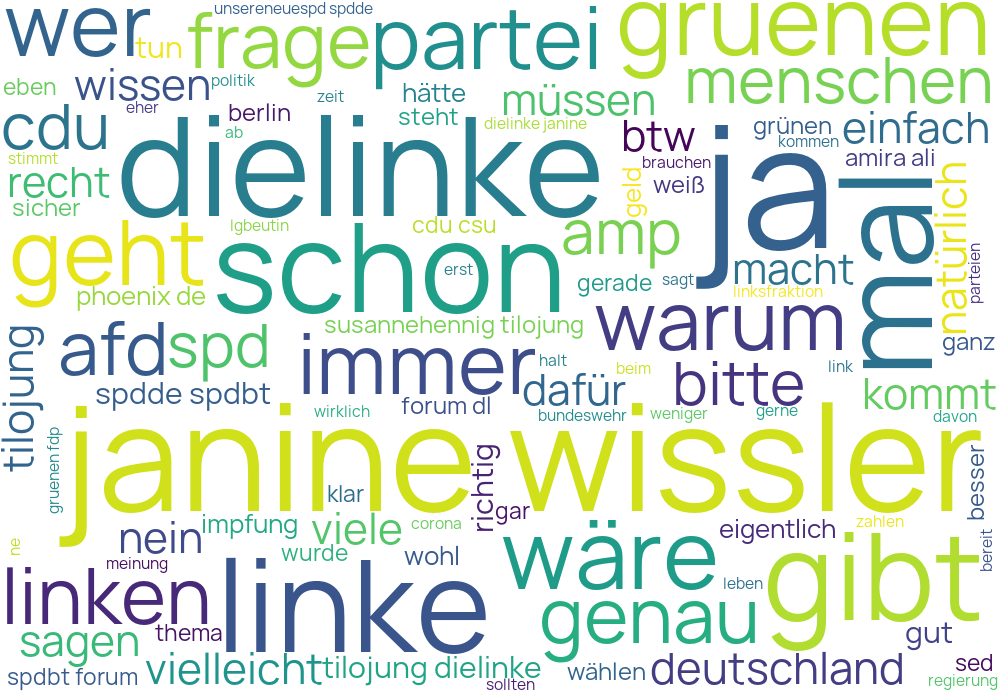 unsereneuespd spdde
wer
tun
frage
partei
gruenen
eben
wissen
politik
menschen
eher
zeit
hätte
müssen
cdu
berlin
steht
dielinke janine
btw
grünen
einfach
ab
kommen
stimmt
dielinke
ja
brauchen
amira ali
recht
geld
weiß
mal
natürlich
sicher
lgbeutin
cdu csu
amp
geht
schon
erst
gerade
sagt
macht
parteien
phoenix de
linksfraktion
susannehennig tilojung
warum
ganz
tilojung
afd
spd
immer
halt
beim
link
spdde spdbt
forum dl
dafür
bitte
kommt
wirklich
bundeswehr
weniger
gerne
davon
janine wissler
gruenen fdp
klar
richtig
besser
impfung
viele
corona
gar
eigentlich
zahlen
ne
nein
wurde
wohl
wäre
gibt
bereit
meinung
linken
linke
leben
genau
sagen
thema
gut
spdbt forum
vielleicht
tilojung dielinke
wählen
deutschland
sed
sollten
regierung